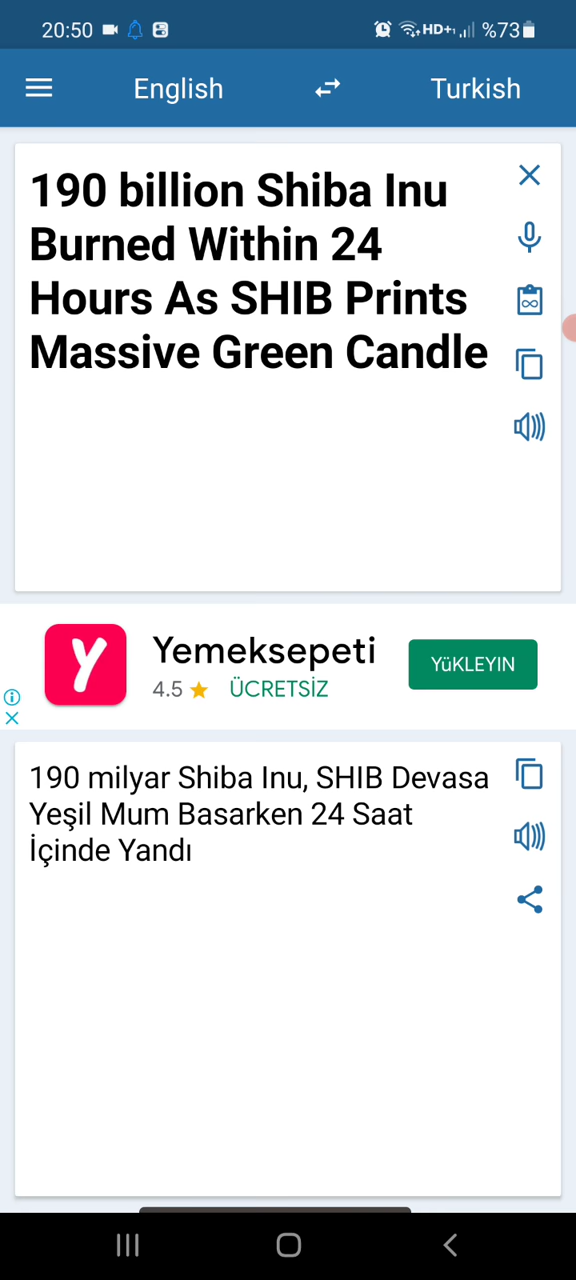 20:50 HD+ %73
English Turkish
190 billion Shiba Inu
Burned Within 24
Hours As SHIB Prints
Massive Green Candle
Yemeksepeti
4.5 ÜCRETSİZ
YüKLEYIN
190 milyar Shiba Inu, SHIB Devasa
Yeşil Mum Basarken 24 Saat
İçinde Yandı